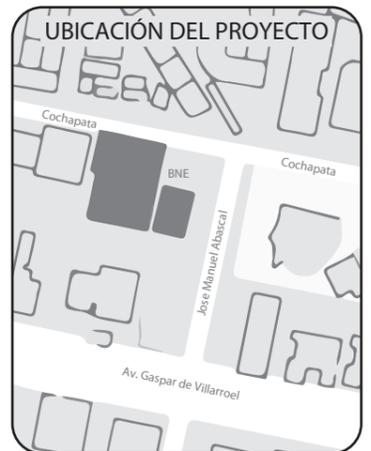 UBICACIÓN DEL PROYECTO
Cochapata
Cochapata
BNE
Jose Manuel Abascal
Av. Gaspar de Villarroel